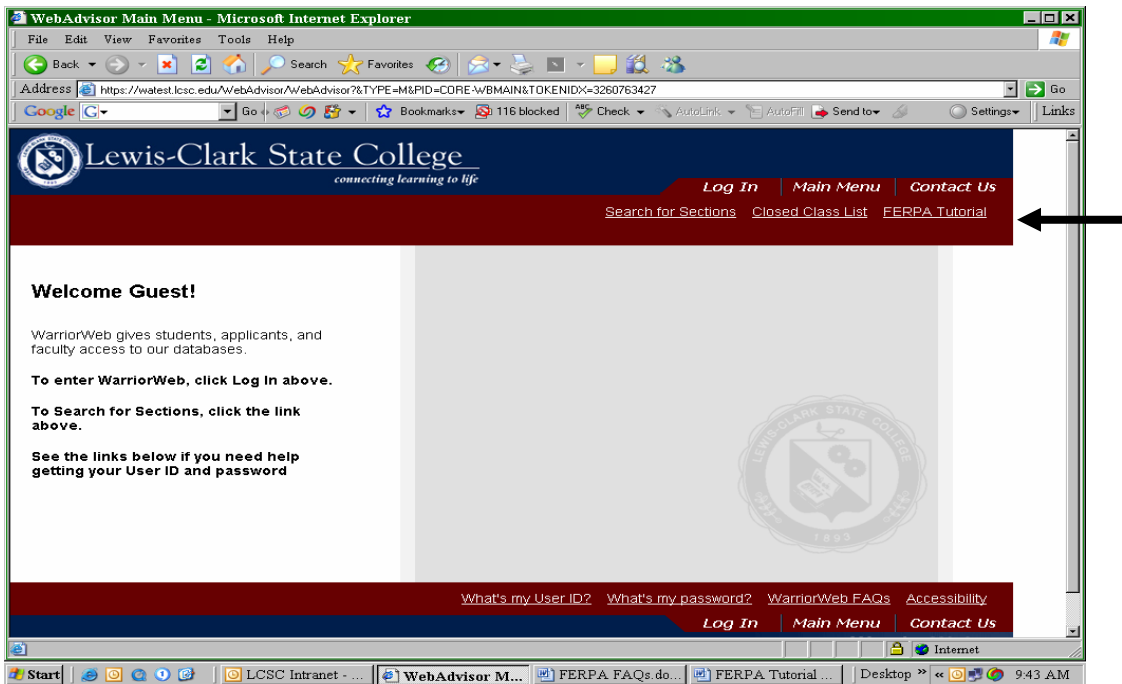 WebAdvisor Main Menu - Microsoft Internet Explorer
File Edit View Favorites Tools Help
Back Search Favorites
Address https://watest.lcsc.edu/WebAdvisor/WebAdvisor?&TYPE=M&PID=CORE-WBMAIN&TOKENIDX=3260763427 Go
Google G Go Bookmarks 116 blocked ABC Check AutoLink AutoFill Send to Settings Links
Lewis-Clark State College
connecting learning to life
Log In Main Menu Contact Us
Search for Sections Closed Class List FERPA Tutorial
Welcome Guest!
WarriorWeb gives students, applicants, and
faculty access to our databases.
To enter WarriorWeb, click Log In above.
To Search for Sections, click the link
above.
See the links below if you need help
getting your User ID and password
LEWIS-CLARK STATE COLLEGE
1893
What's my User ID? What's my password? WarriorWeb FAQs Accessibility
Log In Main Menu Contact Us
Internet
Start LCSC Intranet - ... WebAdvisor M... FERPA FAQs.do... FERPA Tutorial ... Desktop » « 9:43 AM